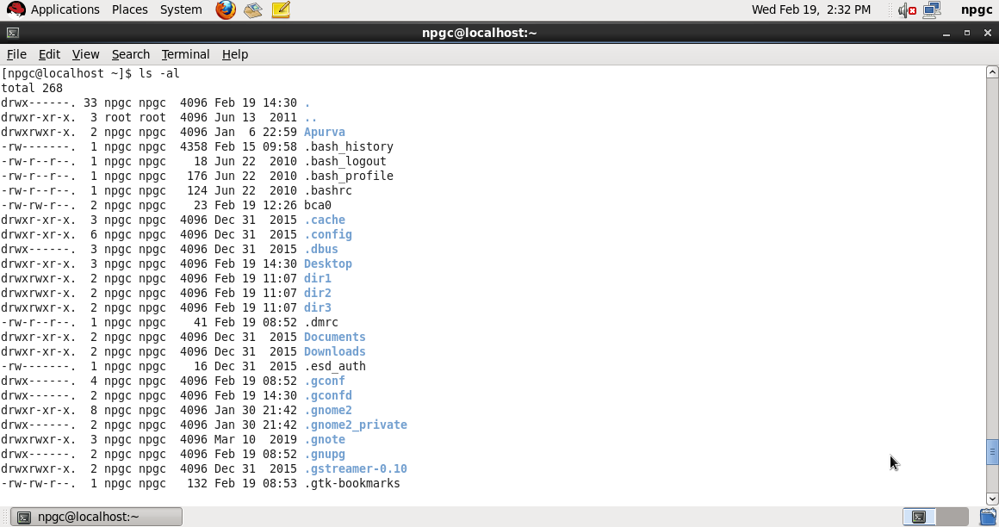 Applications Places System Wed Feb 19, 2:32 PM npgc
npgc@localhost:~
File Edit View Search Terminal Help
[npgc@localhost ~]$ ls -al
total 268
drwx------. 33 npgc npgc  4096 Feb 19 14:30 .
drwxr-xr-x.  3 root root  4096 Jun 13  2011 ..
drwxrwxr-x.  2 npgc npgc  4096 Jan  6 22:59 Apurva
-rw-------.  1 npgc npgc  4358 Feb 15 09:58 .bash_history
-rw-r--r--.  1 npgc npgc    18 Jun 22  2010 .bash_logout
-rw-r--r--.  1 npgc npgc   176 Jun 22  2010 .bash_profile
-rw-r--r--.  1 npgc npgc   124 Jun 22  2010 .bashrc
-rw-rw-r--.  2 npgc npgc    23 Feb 19 12:26 bca0
drwxr-xr-x.  3 npgc npgc  4096 Dec 31  2015 .cache
drwxr-xr-x.  6 npgc npgc  4096 Dec 31  2015 .config
drwx------.  3 npgc npgc  4096 Dec 31  2015 .dbus
drwxr-xr-x.  3 npgc npgc  4096 Feb 19 14:30 Desktop
drwxrwxr-x.  2 npgc npgc  4096 Feb 19 11:07 dir1
drwxrwxr-x.  2 npgc npgc  4096 Feb 19 11:07 dir2
drwxrwxr-x.  2 npgc npgc  4096 Feb 19 11:07 dir3
-rw-r--r--.  1 npgc npgc    41 Feb 19 08:52 .dmrc
drwxr-xr-x.  2 npgc npgc  4096 Dec 31  2015 Documents
drwxr-xr-x.  2 npgc npgc  4096 Dec 31  2015 Downloads
-rw-------.  1 npgc npgc    16 Dec 31  2015 .esd_auth
drwx------.  4 npgc npgc  4096 Feb 19 08:52 .gconf
drwx------.  2 npgc npgc  4096 Feb 19 14:30 .gconfd
drwxr-xr-x.  8 npgc npgc  4096 Jan 30 21:42 .gnome2
drwx------.  2 npgc npgc  4096 Jan 30 21:42 .gnome2_private
drwxrwxr-x.  3 npgc npgc  4096 Mar 10  2019 .gnote
drwx------.  2 npgc npgc  4096 Feb 19 08:52 .gnupg
drwxrwxr-x.  2 npgc npgc  4096 Dec 31  2015 .gstreamer-0.10
-rw-rw-r--.  1 npgc npgc   132 Feb 19 08:53 .gtk-bookmarks
npgc@localhost:~